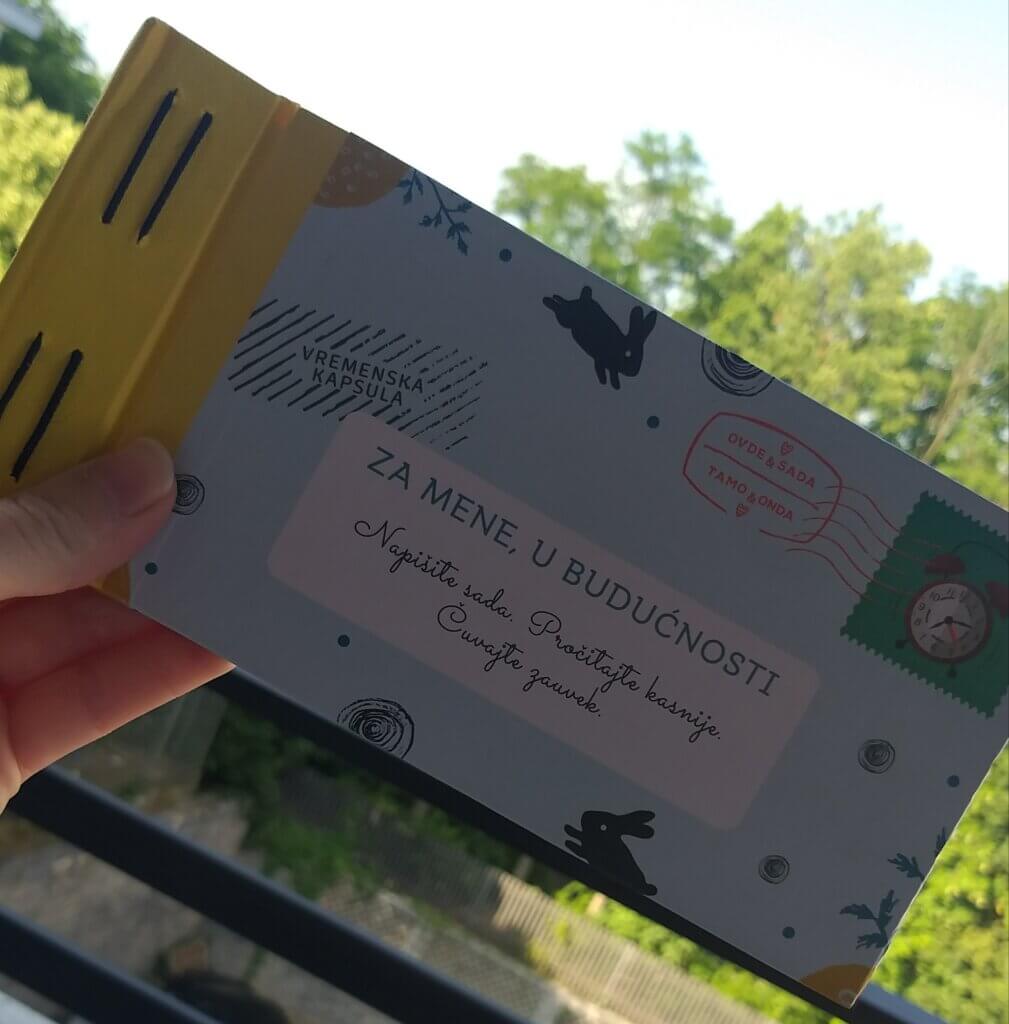 VREMENSKA
KAPSULA
OVDE & SADA
TAMO & ONDA
ZA MENE, U BUDUĆNOSTI
Napišite sada. Pročitajte kasnije.
Čuvajte zauvek.